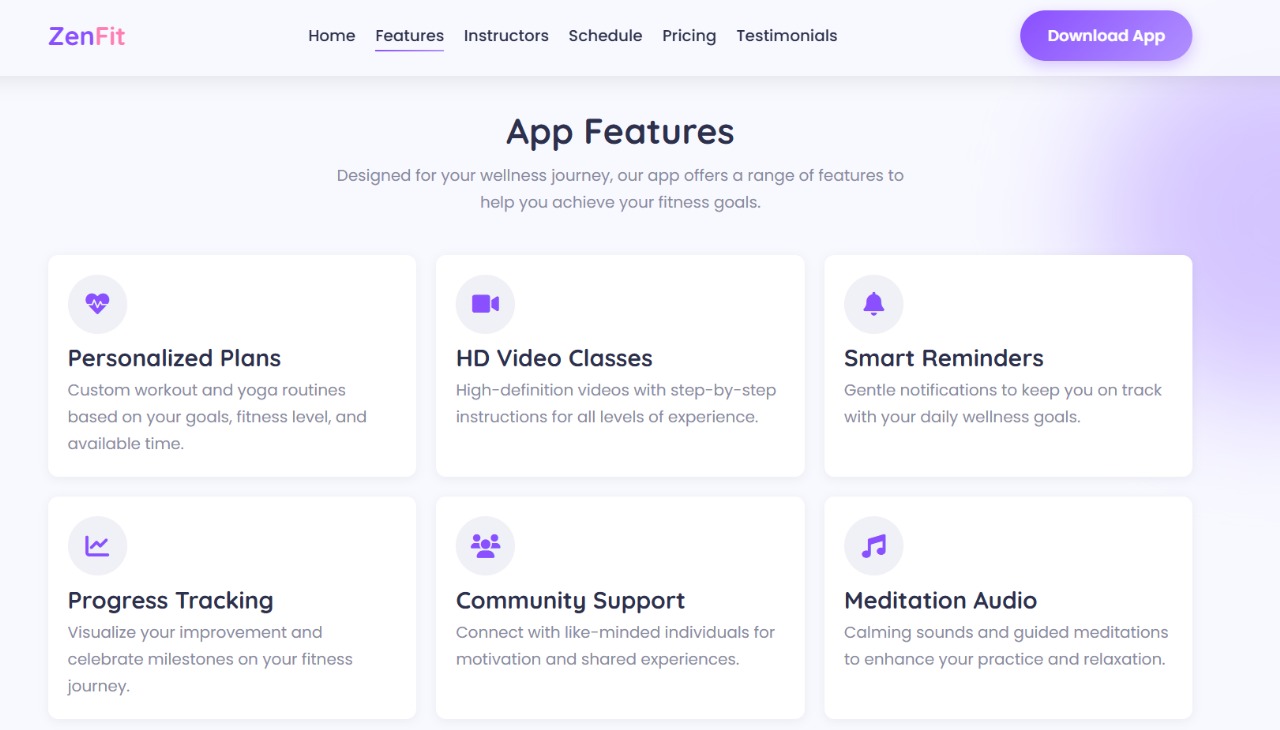 ZenFit
Home Features Instructors Schedule Pricing Testimonials
Download App
App Features
Designed for your wellness journey, our app offers a range of features to
help you achieve your fitness goals.
Personalized Plans
Custom workout and yoga routines
based on your goals, fitness level, and
available time.
HD Video Classes
High-definition videos with step-by-step
instructions for all levels of experience.
Smart Reminders
Gentle notifications to keep you on track
with your daily wellness goals.
Progress Tracking
Visualize your improvement and
celebrate milestones on your fitness
journey.
Community Support
Connect with like-minded individuals for
motivation and shared experiences.
Meditation Audio
Calming sounds and guided meditations
to enhance your practice and relaxation.